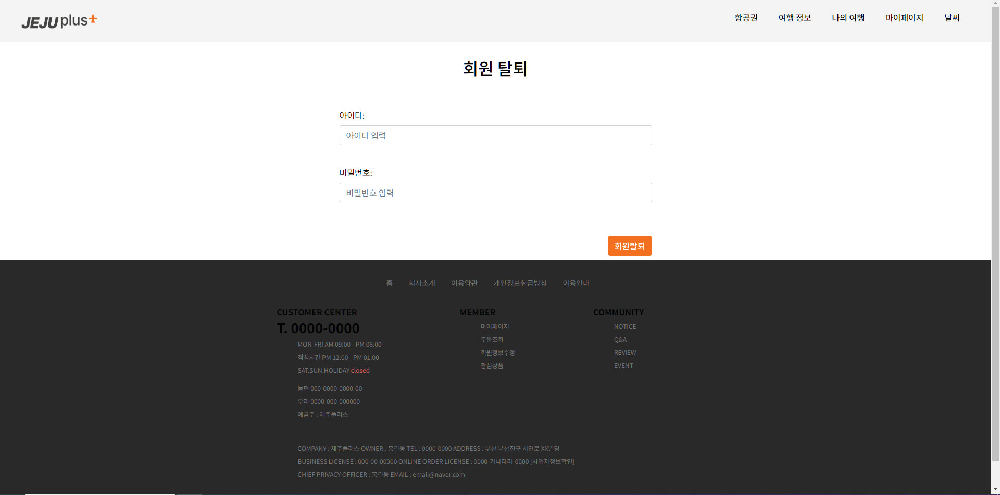 JEJU plus+
항공권 여행 정보 나의 여행 마이페이지 날씨
회원 탈퇴
아이디:
아이디 입력
비밀번호:
비밀번호 입력
회원탈퇴
홈 회사소개 이용약관 개인정보취급방침 이용안내
CUSTOMER CENTER
T. 0000-0000
MON-FRI AM 09:00 - PM 06:00
점심시간 PM 12:00 - PM 01:00
SAT.SUN.HOLIDAY closed
농협 000-0000-0000-00
우리 0000-000-000000
예금주 : 제주플러스
MEMBER
마이페이지
주문조회
회원정보수정
관심상품
COMMUNITY
NOTICE
Q&A
REVIEW
EVENT
COMPANY : 제주플러스 OWNER : 홍길동 TEL : 0000-0000 ADDRESS : 부산 부산진구 서면로 XX빌딩
BUSINESS LICENSE : 000-00-00000 ONLINE ORDER LICENSE : 0000-가나다라-0000 [사업자정보확인]
CHIEF PRIVACY OFFICER : 홍길동 EMAIL : email@naver.com